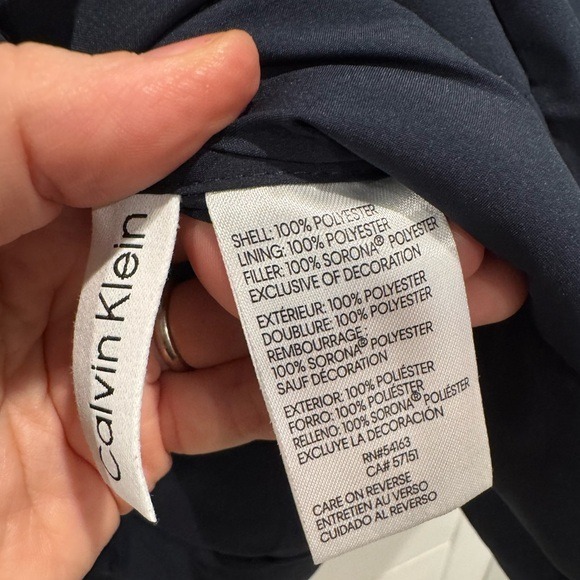 Calvin Klein
SHELL: 100% POLYESTER
LINING: 100% POLYESTER
FILLER: 100% SORONA® POLYESTER
EXCLUSIVE OF DECORATION
EXTÉRIEUR: 100% POLYESTER
DOUBLURE: 100% POLYESTER
REMBOURRAGE:
100% SORONA® POLYESTER
SAUF DÉCORATION
EXTERIOR: 100% POLIÉSTER
FORRO: 100% POLIÉSTER
RELLENO: 100% SORONA® POLIÉSTER
EXCLUYE LA DECORACIÓN
RN#54163
CA# 57151
CARE ON REVERSE
ENTRETIEN AU VERSO
CUIDADO AL REVERSO